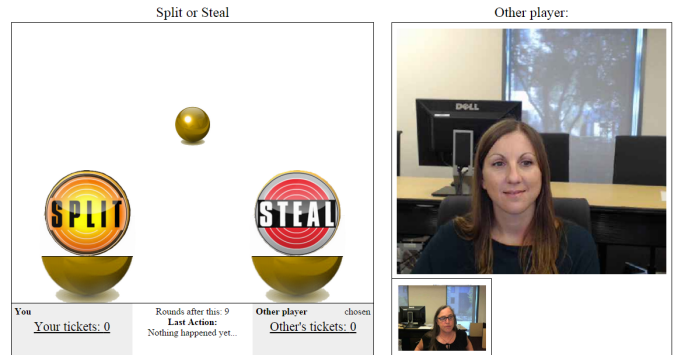 Split or Steal
Other player:
DELL
SPLIT
STEAL
You
Your tickets: 0
Rounds after this: 9
Last Action:
Nothing happened yet...
Other player chosen
Other's tickets: 0